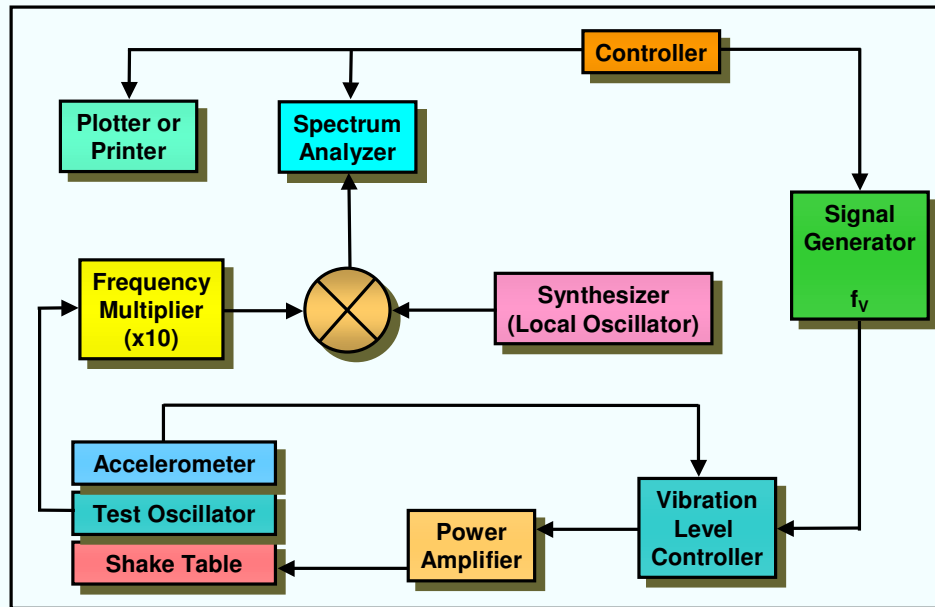 Controller
Plotter or
Printer
Spectrum
Analyzer
Signal
Generator
fV
Frequency
Multiplier
(x10)
Synthesizer
(Local Oscillator)
Accelerometer
Test Oscillator
Shake Table
Power
Amplifier
Vibration
Level
Controller